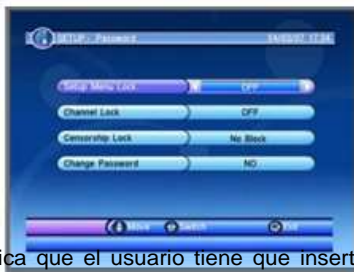 SETUP - Password 14/03/07 17:34
Setup Menu Lock OFF
Channel Lock OFF
Censorship Lock No Block
Change Password NO
Move Switch Exit
ica que el usuario tiene que insert